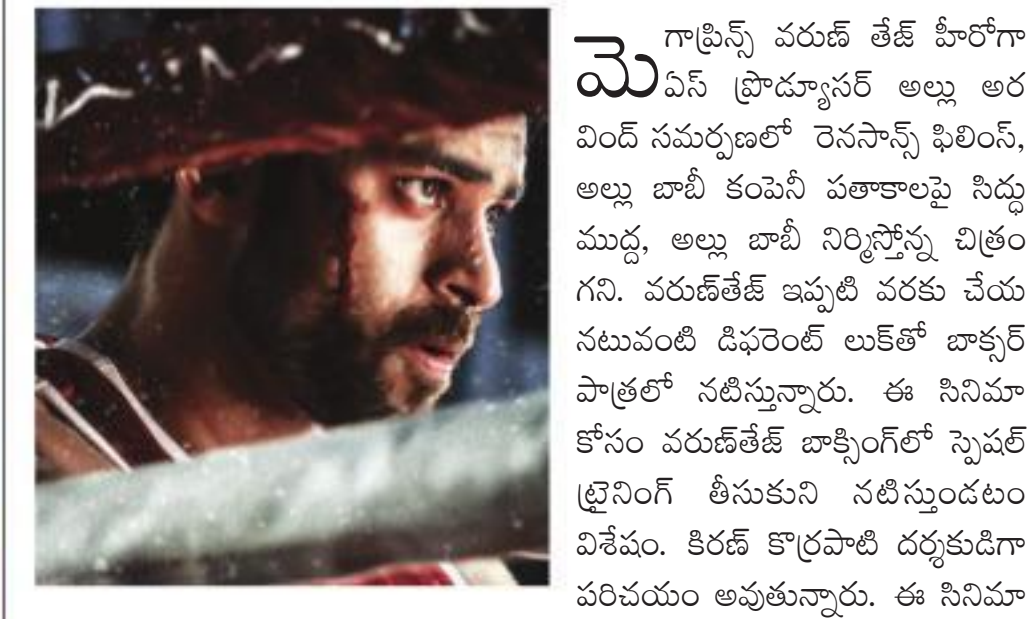 మెగాప్రిన్స్ వరుణ్ తేజ్ హీరోగా
ఏస్ ప్రొడ్యూసర్ అల్లు అర
వింద్ సమర్పణలో రెనసాన్స్ ఫిలింస్,
అల్లు బాబీ కంపెనీ పతాకాలపై సిద్ధు
ముద్ద, అల్లు బాబీ నిర్మిస్తోన్న చిత్రం
గని. వరుణ్‌తేజ్ ఇప్పటి వరకు చేయ
నటువంటి డిఫరెంట్ లుక్‌తో బాక్సర్
పాత్రలో నటిస్తున్నారు. ఈ సినిమా
కోసం వరుణ్‌తేజ్ బాక్సింగ్‌లో స్పెషల్
ట్రైనింగ్ తీసుకుని నటిస్తుండటం
విశేషం. కిరణ్ కొర్రపాటి దర్శకుడిగా
పరిచయం అవుతున్నారు. ఈ సినిమా